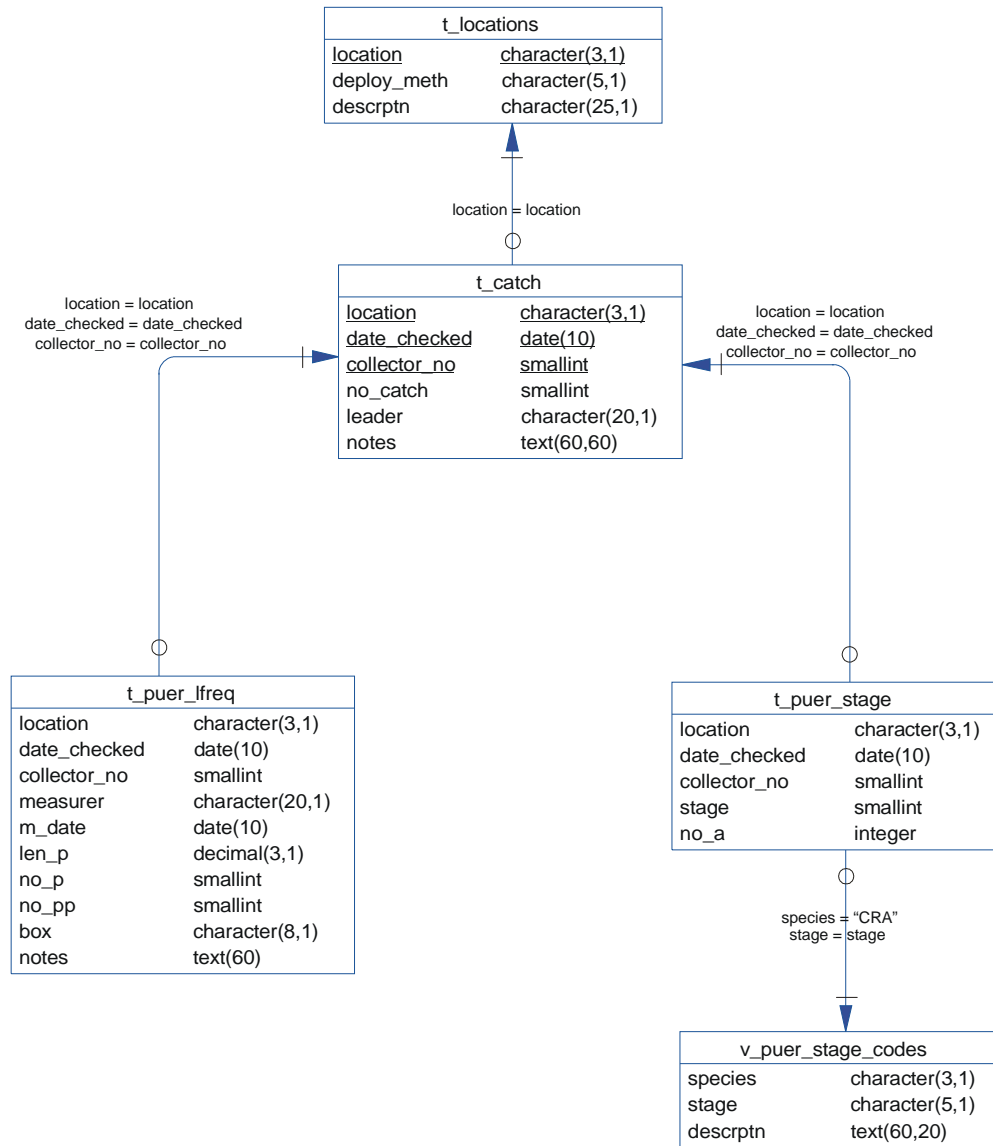 t_locations
location character(3,1)
deploy_meth character(5,1)
descrptn character(25,1)
location = location
t_catch
location character(3,1)
date_checked date(10)
collector_no smallint
no_catch smallint
leader character(20,1)
notes text(60,60)
location = location
date_checked = date_checked
collector_no = collector_no
location = location
date_checked = date_checked
collector_no = collector_no
t_puer_lfreq
location character(3,1)
date_checked date(10)
collector_no smallint
measurer character(20,1)
m_date date(10)
len_p decimal(3,1)
no_p smallint
no_pp smallint
box character(8,1)
notes text(60)
t_puer_stage
location character(3,1)
date_checked date(10)
collector_no smallint
stage smallint
no_a integer
species = “CRA”
stage = stage
v_puer_stage_codes
species character(3,1)
stage character(5,1)
descrptn text(60,20)